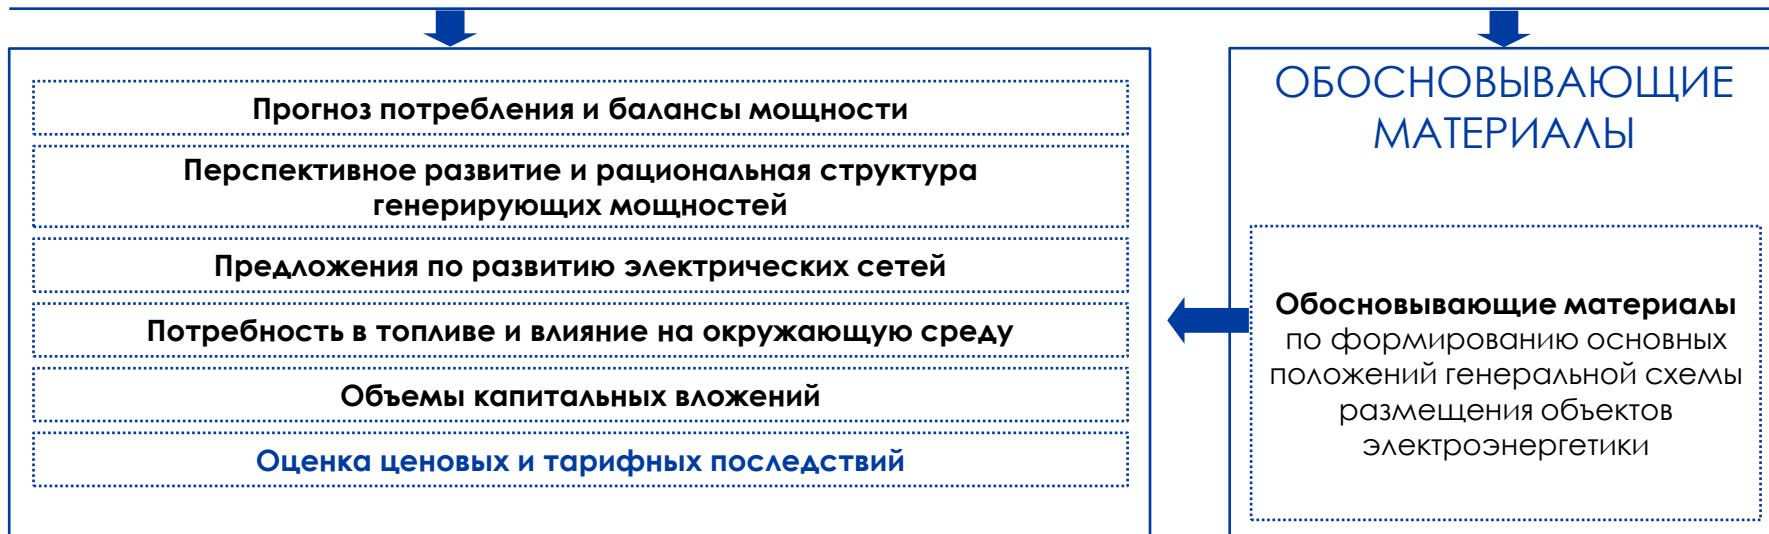 Прогноз потребления и балансы мощности
Перспективное развитие и рациональная структура
генерирующих мощностей
Предложения по развитию электрических сетей
Потребность в топливе и влияние на окружающую среду
Объемы капитальных вложений
Оценка ценовых и тарифных последствий
ОБОСНОВЫВАЮЩИЕ
МАТЕРИАЛЫ
Обосновывающие материалы
по формированию основных
положений генеральной схемы
размещения объектов
электроэнергетики